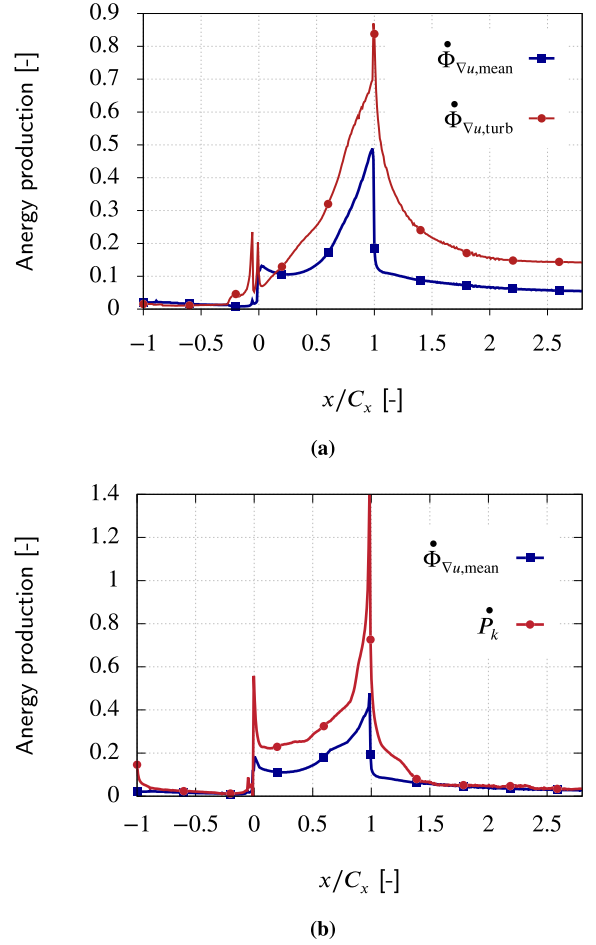 0.9
0.8
0.7
0.6
0.5
0.4
0.3
0.2
0.1
0
Anergy production [-]
Φ̇∇u,mean
Φ̇∇u,turb
−1 −0.5 0 0.5 1 1.5 2 2.5
x/Cx [-]
(a)
1.4
1.2
1
0.8
0.6
0.4
0.2
0
Anergy production [-]
Φ̇∇u,mean
Ṗk
−1 −0.5 0 0.5 1 1.5 2 2.5
x/Cx [-]
(b)